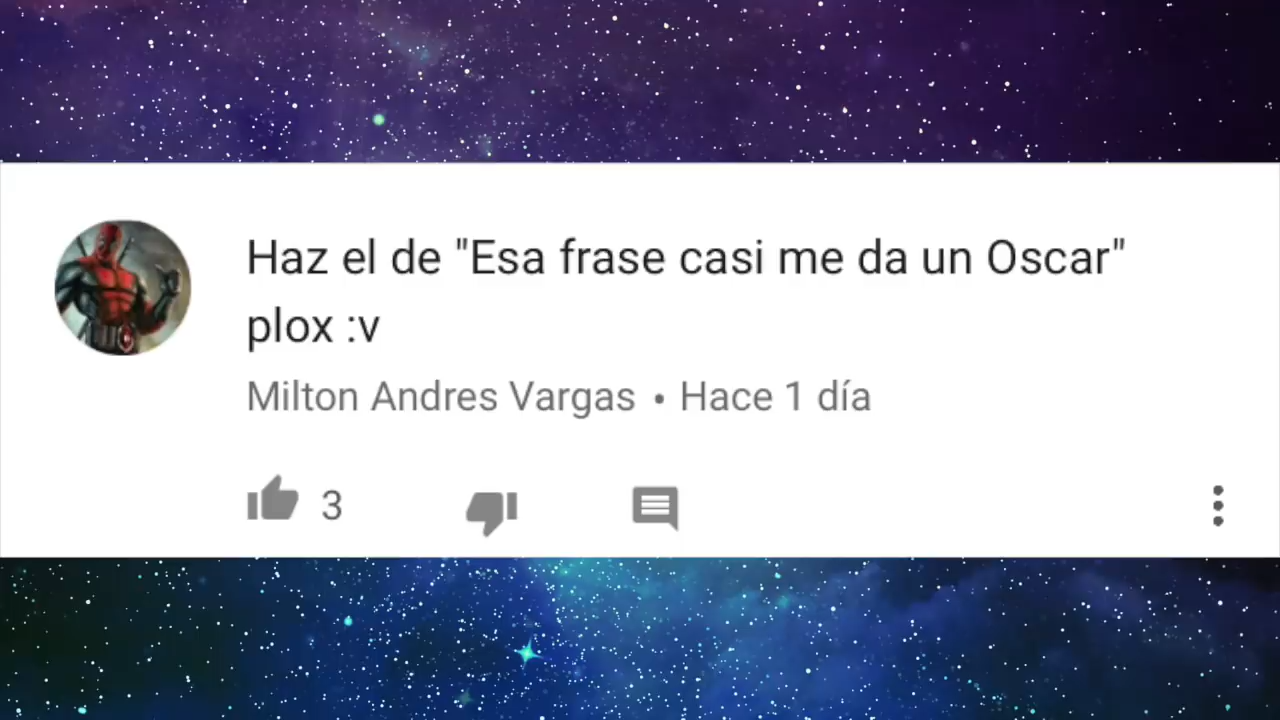 Haz el de "Esa frase casi me da un Oscar"
plox :v
Milton Andres Vargas • Hace 1 día
3